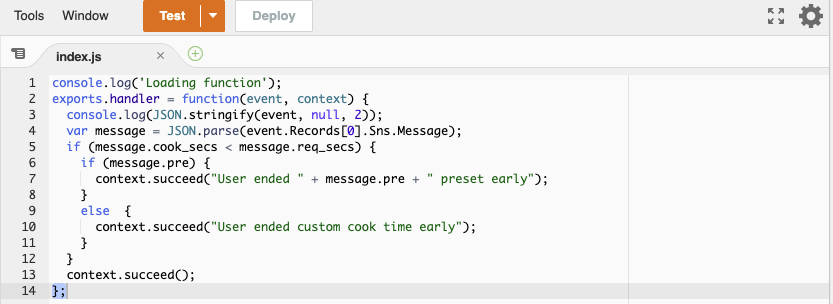 Tools Window Test Deploy
index.js
1 console.log('Loading function');
2 exports.handler = function(event, context) {
3   console.log(JSON.stringify(event, null, 2));
4   var message = JSON.parse(event.Records[0].Sns.Message);
5   if (message.cook_secs < message.req_secs) {
6     if (message.pre) {
7       context.succeed("User ended " + message.pre + " preset early");
8     }
9     else  {
10       context.succeed("User ended custom cook time early");
11     }
12   }
13   context.succeed();
14 };